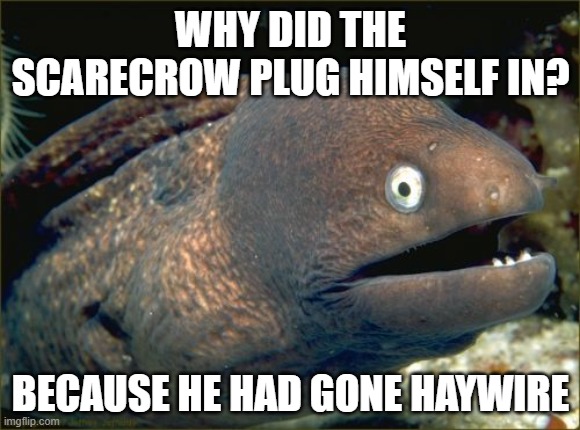 WHY DID THE
SCARECROW PLUG HIMSELF IN?
BECAUSE HE HAD GONE HAYWIRE
imgflip.com